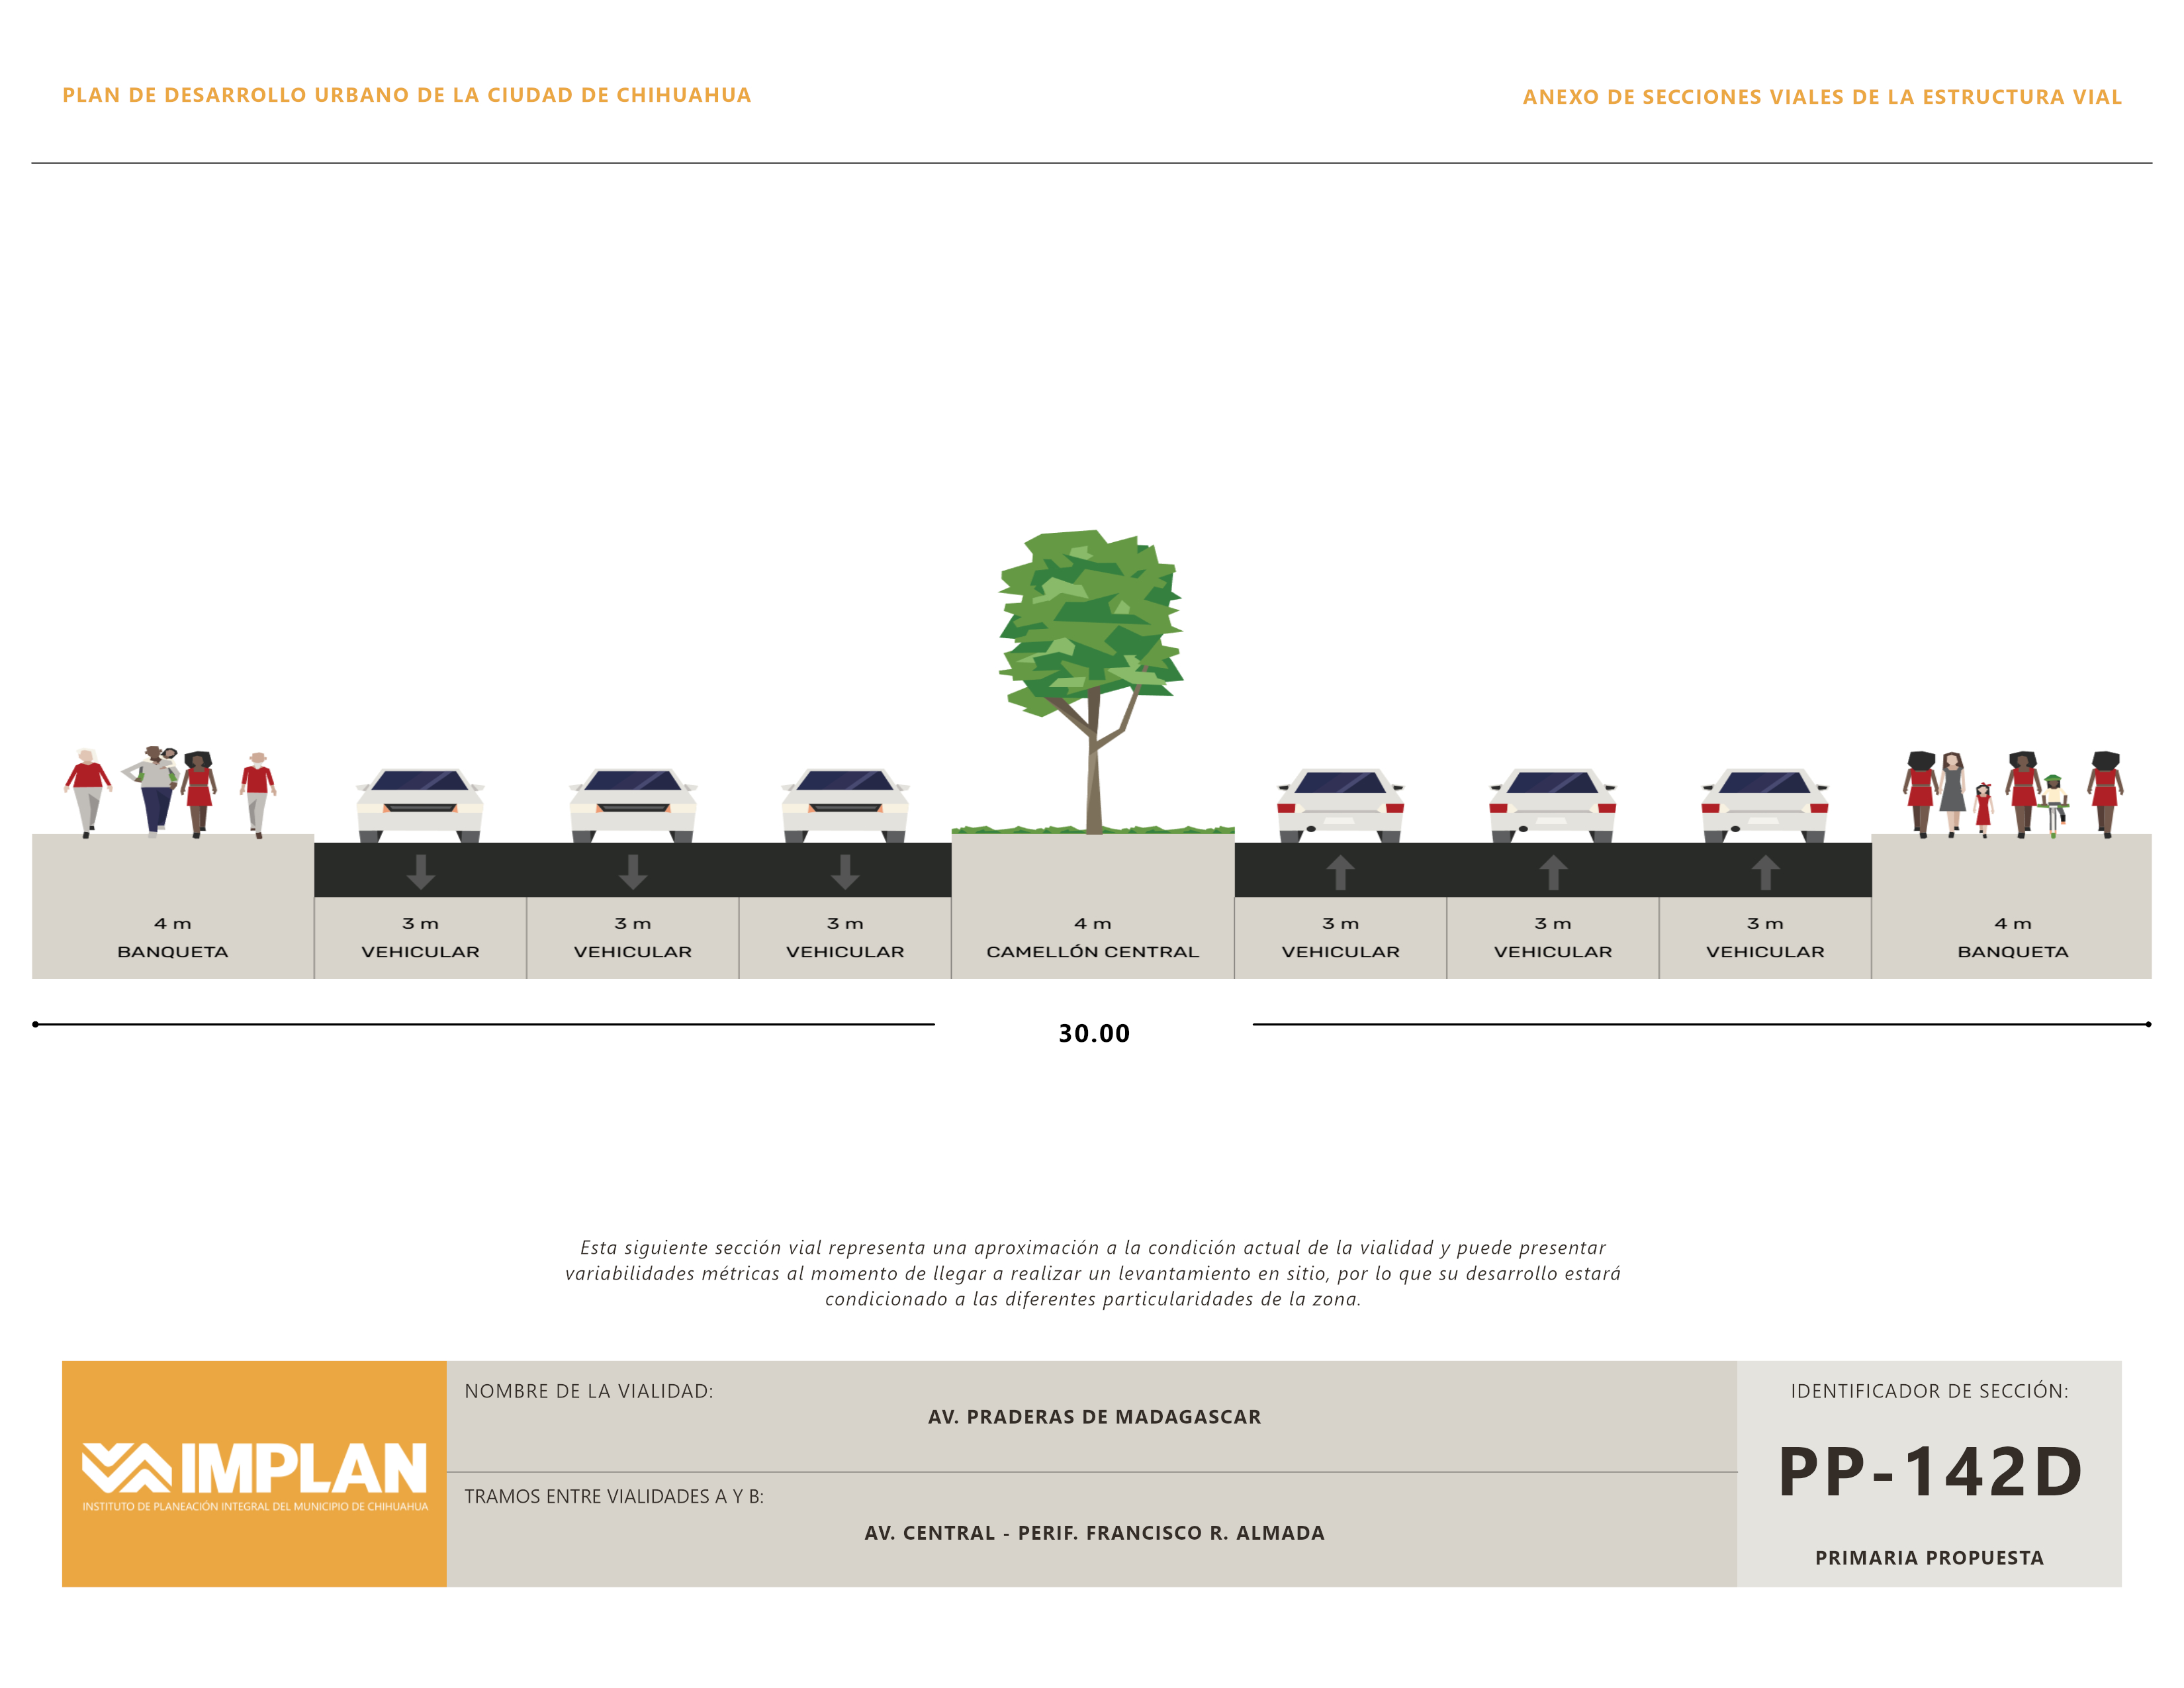 PLAN DE DESARROLLO URBANO DE LA CIUDAD DE CHIHUAHUA
ANEXO DE SECCIONES VIALES DE LA ESTRUCTURA VIAL
4 m
BANQUETA
3 m
VEHICULAR
3 m
VEHICULAR
3 m
VEHICULAR
4 m
CAMELLÓN CENTRAL
3 m
VEHICULAR
3 m
VEHICULAR
3 m
VEHICULAR
4 m
BANQUETA
30.00
Esta siguiente sección vial representa una aproximación a la condición actual de la vialidad y puede presentar
variabilidades métricas al momento de llegar a realizar un levantamiento en sitio, por lo que su desarrollo estará
condicionado a las diferentes particularidades de la zona.
IMPLAN
INSTITUTO DE PLANEACIÓN INTEGRAL DEL MUNICIPIO DE CHIHUAHUA
NOMBRE DE LA VIALIDAD:
AV. PRADERAS DE MADAGASCAR
TRAMOS ENTRE VIALIDADES A Y B:
AV. CENTRAL - PERIF. FRANCISCO R. ALMADA
IDENTIFICADOR DE SECCIÓN:
PP-142D
PRIMARIA PROPUESTA